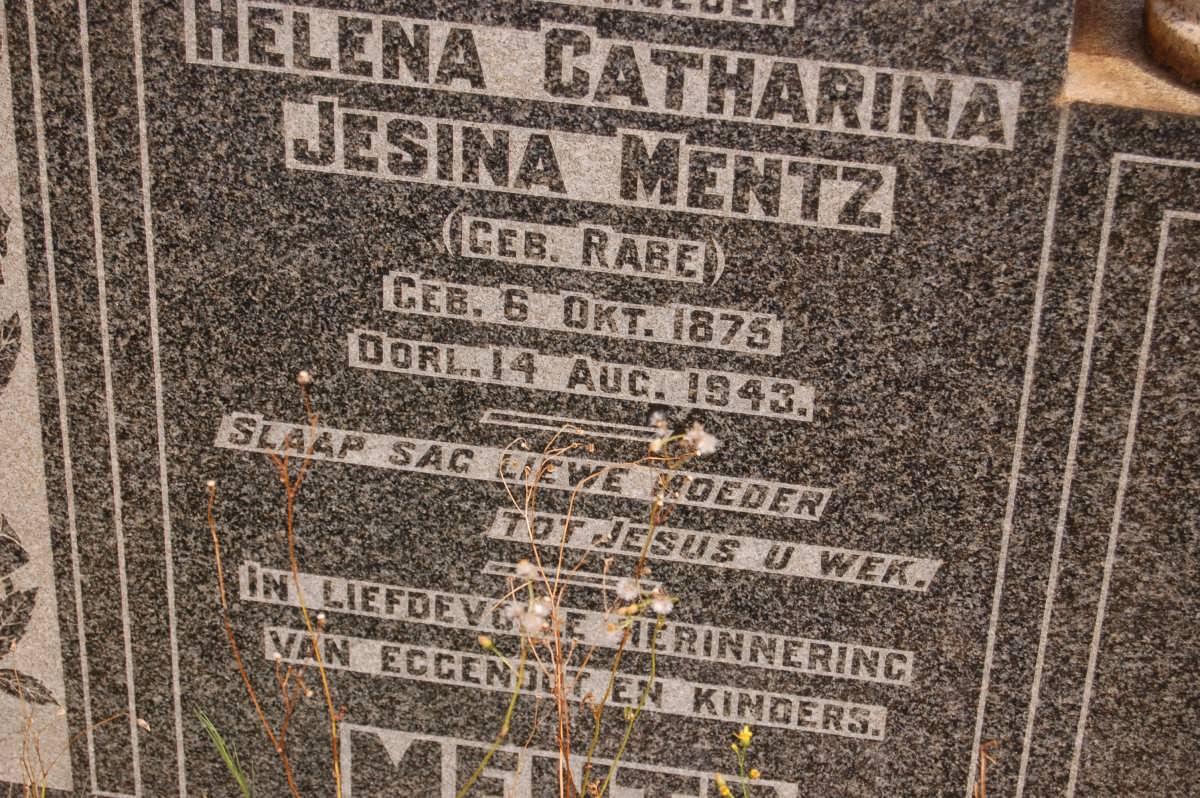 HELENA CATHARINA
JESINA MENTZ
(GEB. RABE)
GEB. 6 OKT. 1875
OORL. 14 AUG. 1943.
SLAAP SAG LIEWE MOEDER
TOT JESUS U WEK.
IN LIEFDEVOLLE HERINNERING
VAN EGGENOOT EN KINDERS.